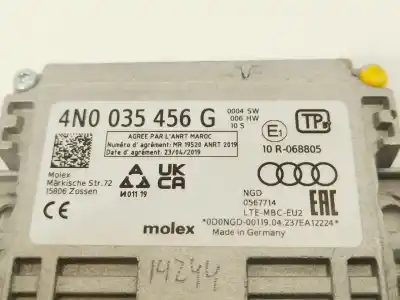 4N0 035 456 G
0004 SW
006 HW
10 S
TP
AGREE PAR L'ANRT MAROC
Numéro d'agrément: MR 19520 ANRT 2019
Date d'agrément: 23/04/2019
E1
10 R-068805
Molex
Märkische Str.72
15806 Zossen
UK
CA
NGD
0567714
LTE-MBC-EU2
EAC
CE
*0D0NGD-00119.04.237EA12224*
molex
Made in Germany
14244